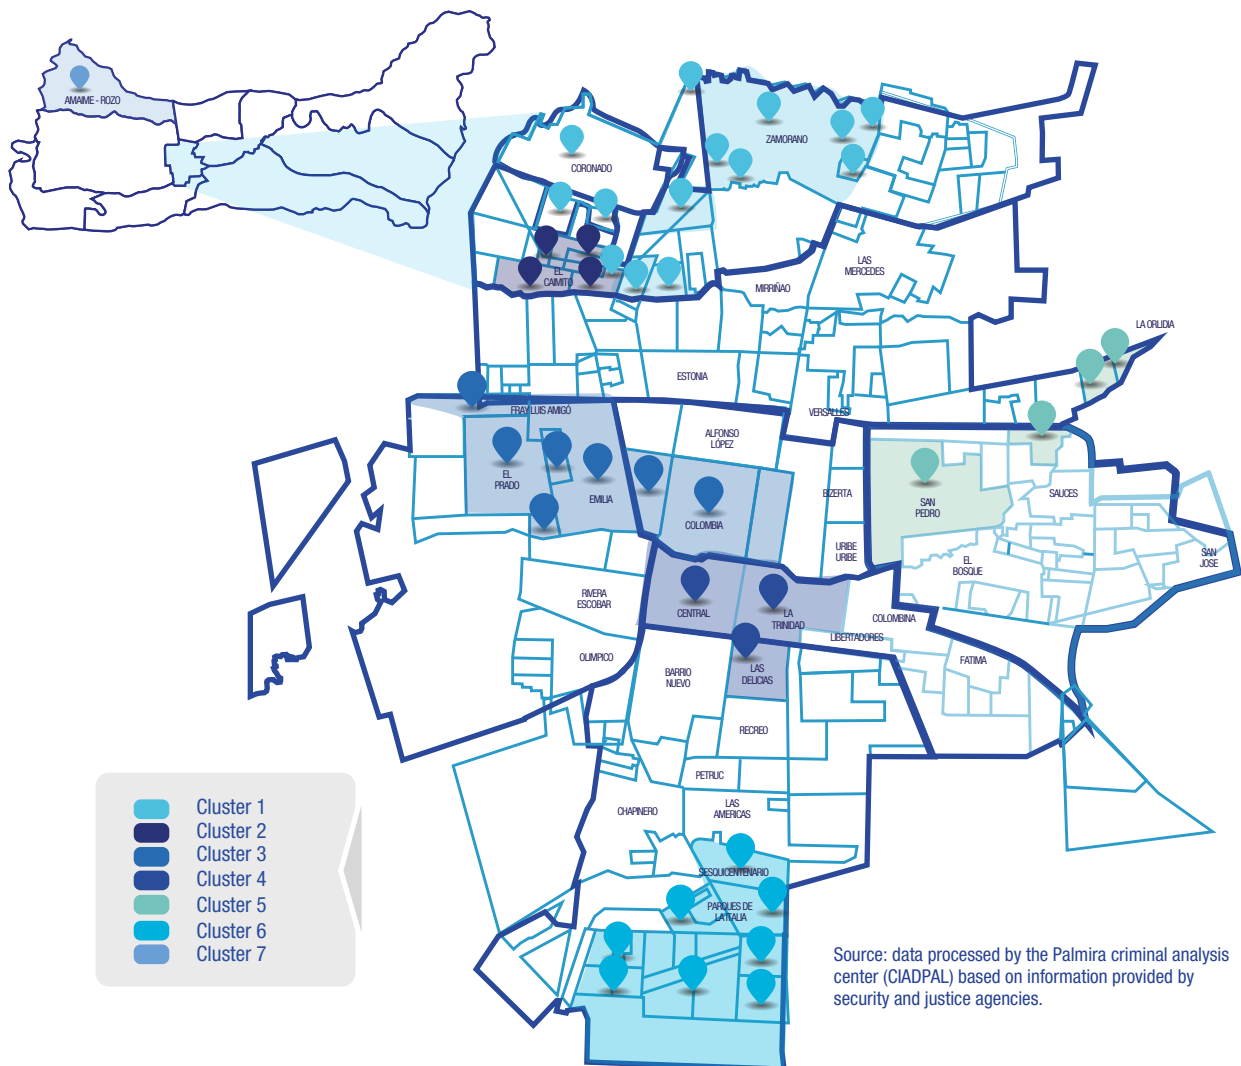 AMAIME - ROZO
CORONADO
ZAMORANO
EL
CAIMITO
LAS
MERCEDES
MIRRIÑAO
LA ORLIDIA
ESTONIA
FRAY LUIS AMIGÓ
VERSALLES
ALFONSO
LÓPEZ
EL
PRADO
EMILIA
COLOMBIA
BIZERTA
SAN
PEDRO
SAUCES
URIBE
URIBE
EL
BOSQUE
SAN
JOSE
RIVERA
ESCOBAR
CENTRAL
LA
TRINIDAD
COLOMBINA
LIBERTADORES
OLIMPICO
BARRIO
NUEVO
LAS
DELICIAS
FATIMA
RECREO
PETRUC
CHAPINERO
LAS
AMERICAS
SESQUICENTENARIO
PARQUES DE
LA ITALIA
Cluster 1
Cluster 2
Cluster 3
Cluster 4
Cluster 5
Cluster 6
Cluster 7
Source: data processed by the Palmira criminal analysis
center (CIADPAL) based on information provided by
security and justice agencies.